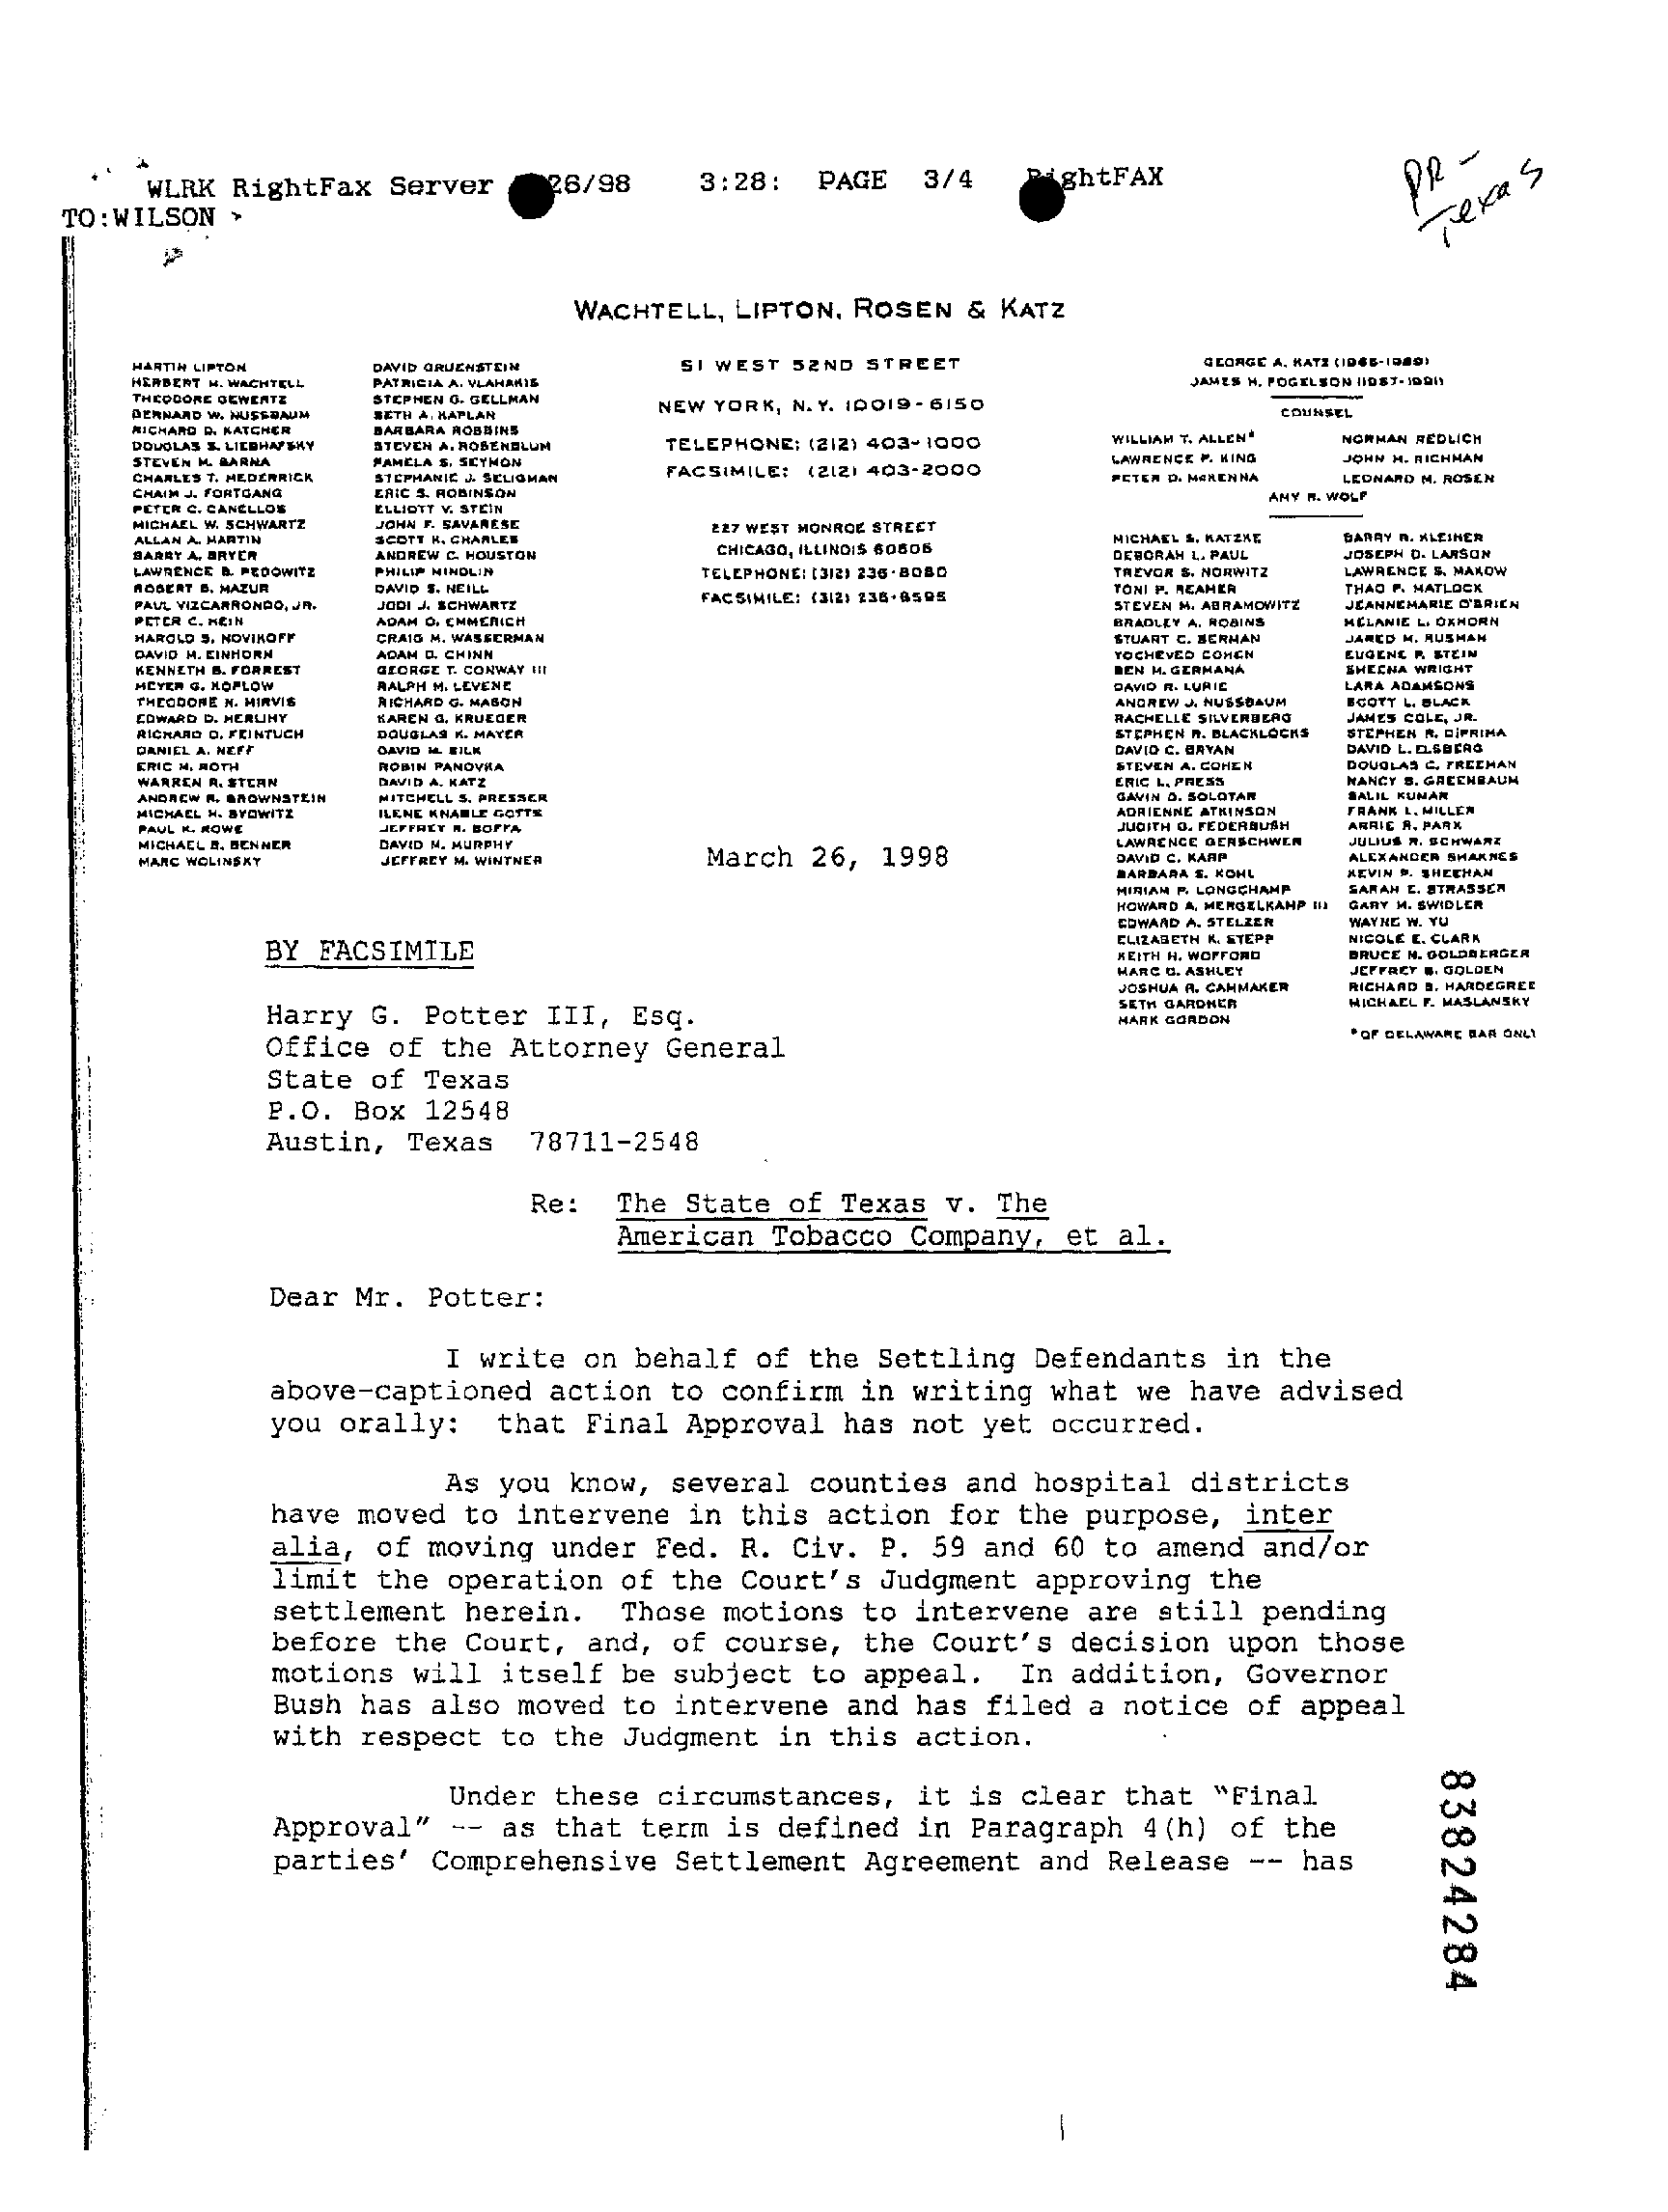 WLRK RightFax Server 26/98 3:28: PAGE 3/4 RightFAX
TO:WILSON
PR -
Texas
WACHTELL, LIPTON, ROSEN & KATZ
MARTIN LIPTON
HERBERT M. WACHTELL
THEODORE GEWERTZ
BERNARD W. NUSSBAUM
RICHARD D. KATCHER
DOUGLAS S. LIEBHAFSKY
STEVEN M. BARNA
CHARLES T. HEDERRICK
CHAIM J. FORTGANG
PETER C. CANELLOS
MICHAEL W. SCHWARTZ
ALLAN A. MARTIN
BARRY A. BRYER
LAWRENCE B. PEDOWITZ
ROBERT B. MAZUR
PAUL VIZCARRONDO, JR.
PETER C. HEIN
HAROLD S. NOVIKOFF
DAVID M. EINHORN
KENNETH B. FORREST
MEYER G. KOPLOW
THEODORE N. MIRVIS
EDWARD D. HERLIHY
RICHARD D. FEINTUCH
DANIEL A. NEFF
ERIC M. ROTH
WARREN R. STERN
ANDREW R. BROWNSTEIN
MICHAEL H. BYOWITZ
PAUL K. ROWE
MICHAEL B. BENNER
MARC WOLINSKY
DAVID GRUENSTEIN
PATRICIA A. VLAHAKIS
STEPHEN G. GELLMAN
SETH A. KAPLAN
BARBARA ROBBINS
STEVEN A. ROSENBLUM
PAMELA S. SEYMON
STEPHANIE J. SELIGMAN
ERIC S. ROBINSON
ELLIOTT V. STEIN
JOHN F. SAVARESE
SCOTT K. CHARLES
ANDREW C. HOUSTON
PHILIP MINDLIN
DAVID S. NEILL
JODI J. SCHWARTZ
ADAM O. EMMERICH
CRAIG M. WASSERMAN
ADAM D. CHINN
GEORGE T. CONWAY III
RALPH M. LEVENE
RICHARD G. MASON
KAREN G. KRUEGER
DOUGLAS K. MAYER
DAVID M. SILK
ROBIN PANOVKA
DAVID A. KATZ
MITCHELL S. PRESSER
ILENE KNABLE GOTTS
JEFFREY R. BOFFA
DAVID M. MURPHY
JEFFREY M. WINTNER
51 WEST 52ND STREET
NEW YORK, N.Y. 10019-6150
TELEPHONE: (212) 403-1000
FACSIMILE: (212) 403-2000
227 WEST MONROE STREET
CHICAGO, ILLINOIS 60606
TELEPHONE: (312) 236-8080
FACSIMILE: (312) 236-8595
GEORGE A. KATZ (1965-1989)
JAMES H. FOGELSON (1967-1991)
COUNSEL
WILLIAM T. ALLEN*
LAWRENCE P. KING
PETER D. McKENNA
NORMAN REDLICH
JOHN H. RICHMAN
LEONARD M. ROSEN
AMY R. WOLF
MICHAEL S. KATZKE
DEBORAH L. PAUL
TREVOR S. NORWITZ
TONI P. REAMER
STEVEN M. ABRAMOWITZ
BRADLEY A. ROBINS
STUART C. BERMAN
YOCHEVED COHEN
BEN M. GERMANA
DAVID R. LURIE
ANDREW J. NUSSBAUM
RACHELLE SILVERBERG
STEPHEN R. BLACKLOCKS
DAVID C. BRYAN
STEVEN A. COHEN
ERIC L. PRESS
GAVIN D. SOLOTAR
ADRIENNE ATKINSON
JUDITH G. FEDERBUSH
LAWRENCE GERSCHWER
DAVID C. KARP
BARBARA S. KOHL
MIRIAM P. LONGCHAMP
HOWARD A. MERGELKAMP III
EDWARD A. STELZER
ELIZABETH K. STEPP
KEITH H. WOFFORD
MARC D. ASHLEY
JOSHUA R. CAMMAKER
SETH GARDNER
MARK GORDON
BARRY R. KLEINER
JOSEPH D. LARSON
LAWRENCE S. MAKOW
THAD P. MATLOCK
JEANNEMARIE O'BRIEN
MELANIE L. OXHORN
JARED M. RUSMAN
EUGENE R. STEIN
SHEENA WRIGHT
LARA ADAMSONS
SCOTT L. BLACK
JAMES COLE, JR.
STEPHEN R. DiPRIMA
DAVID L. ELSBERG
DOUGLAS C. FREEMAN
NANCY B. GREENBAUM
SALIL KUMAR
FRANK L. MILLER
ARRIE R. PARK
JULIUS R. SCHWARZ
ALEXANDER SHAKNES
KEVIN P. SHEEHAN
SARAH E. STRASSER
GARY M. SWIDLER
WAYNE W. YU
NICOLE E. CLARK
BRUCE N. GOLDBERGER
JEFFREY B. GOLDEN
RICHARD B. HARDEGREE
MICHAEL F. MASLANSKY
*OF DELAWARE BAR ONLY
March 26, 1998
BY FACSIMILE
Harry G. Potter III, Esq.
Office of the Attorney General
State of Texas
P.O. Box 12548
Austin, Texas 78711-2548
Re: The State of Texas v. The
American Tobacco Company, et al.
Dear Mr. Potter:
I write on behalf of the Settling Defendants in the
above-captioned action to confirm in writing what we have advised
you orally: that Final Approval has not yet occurred.
As you know, several counties and hospital districts
have moved to intervene in this action for the purpose, inter
alia, of moving under Fed. R. Civ. P. 59 and 60 to amend and/or
limit the operation of the Court's Judgment approving the
settlement herein. Those motions to intervene are still pending
before the Court, and, of course, the Court's decision upon those
motions will itself be subject to appeal. In addition, Governor
Bush has also moved to intervene and has filed a notice of appeal
with respect to the Judgment in this action.
Under these circumstances, it is clear that "Final
Approval" -- as that term is defined in Paragraph 4(h) of the
parties' Comprehensive Settlement Agreement and Release -- has
83824284